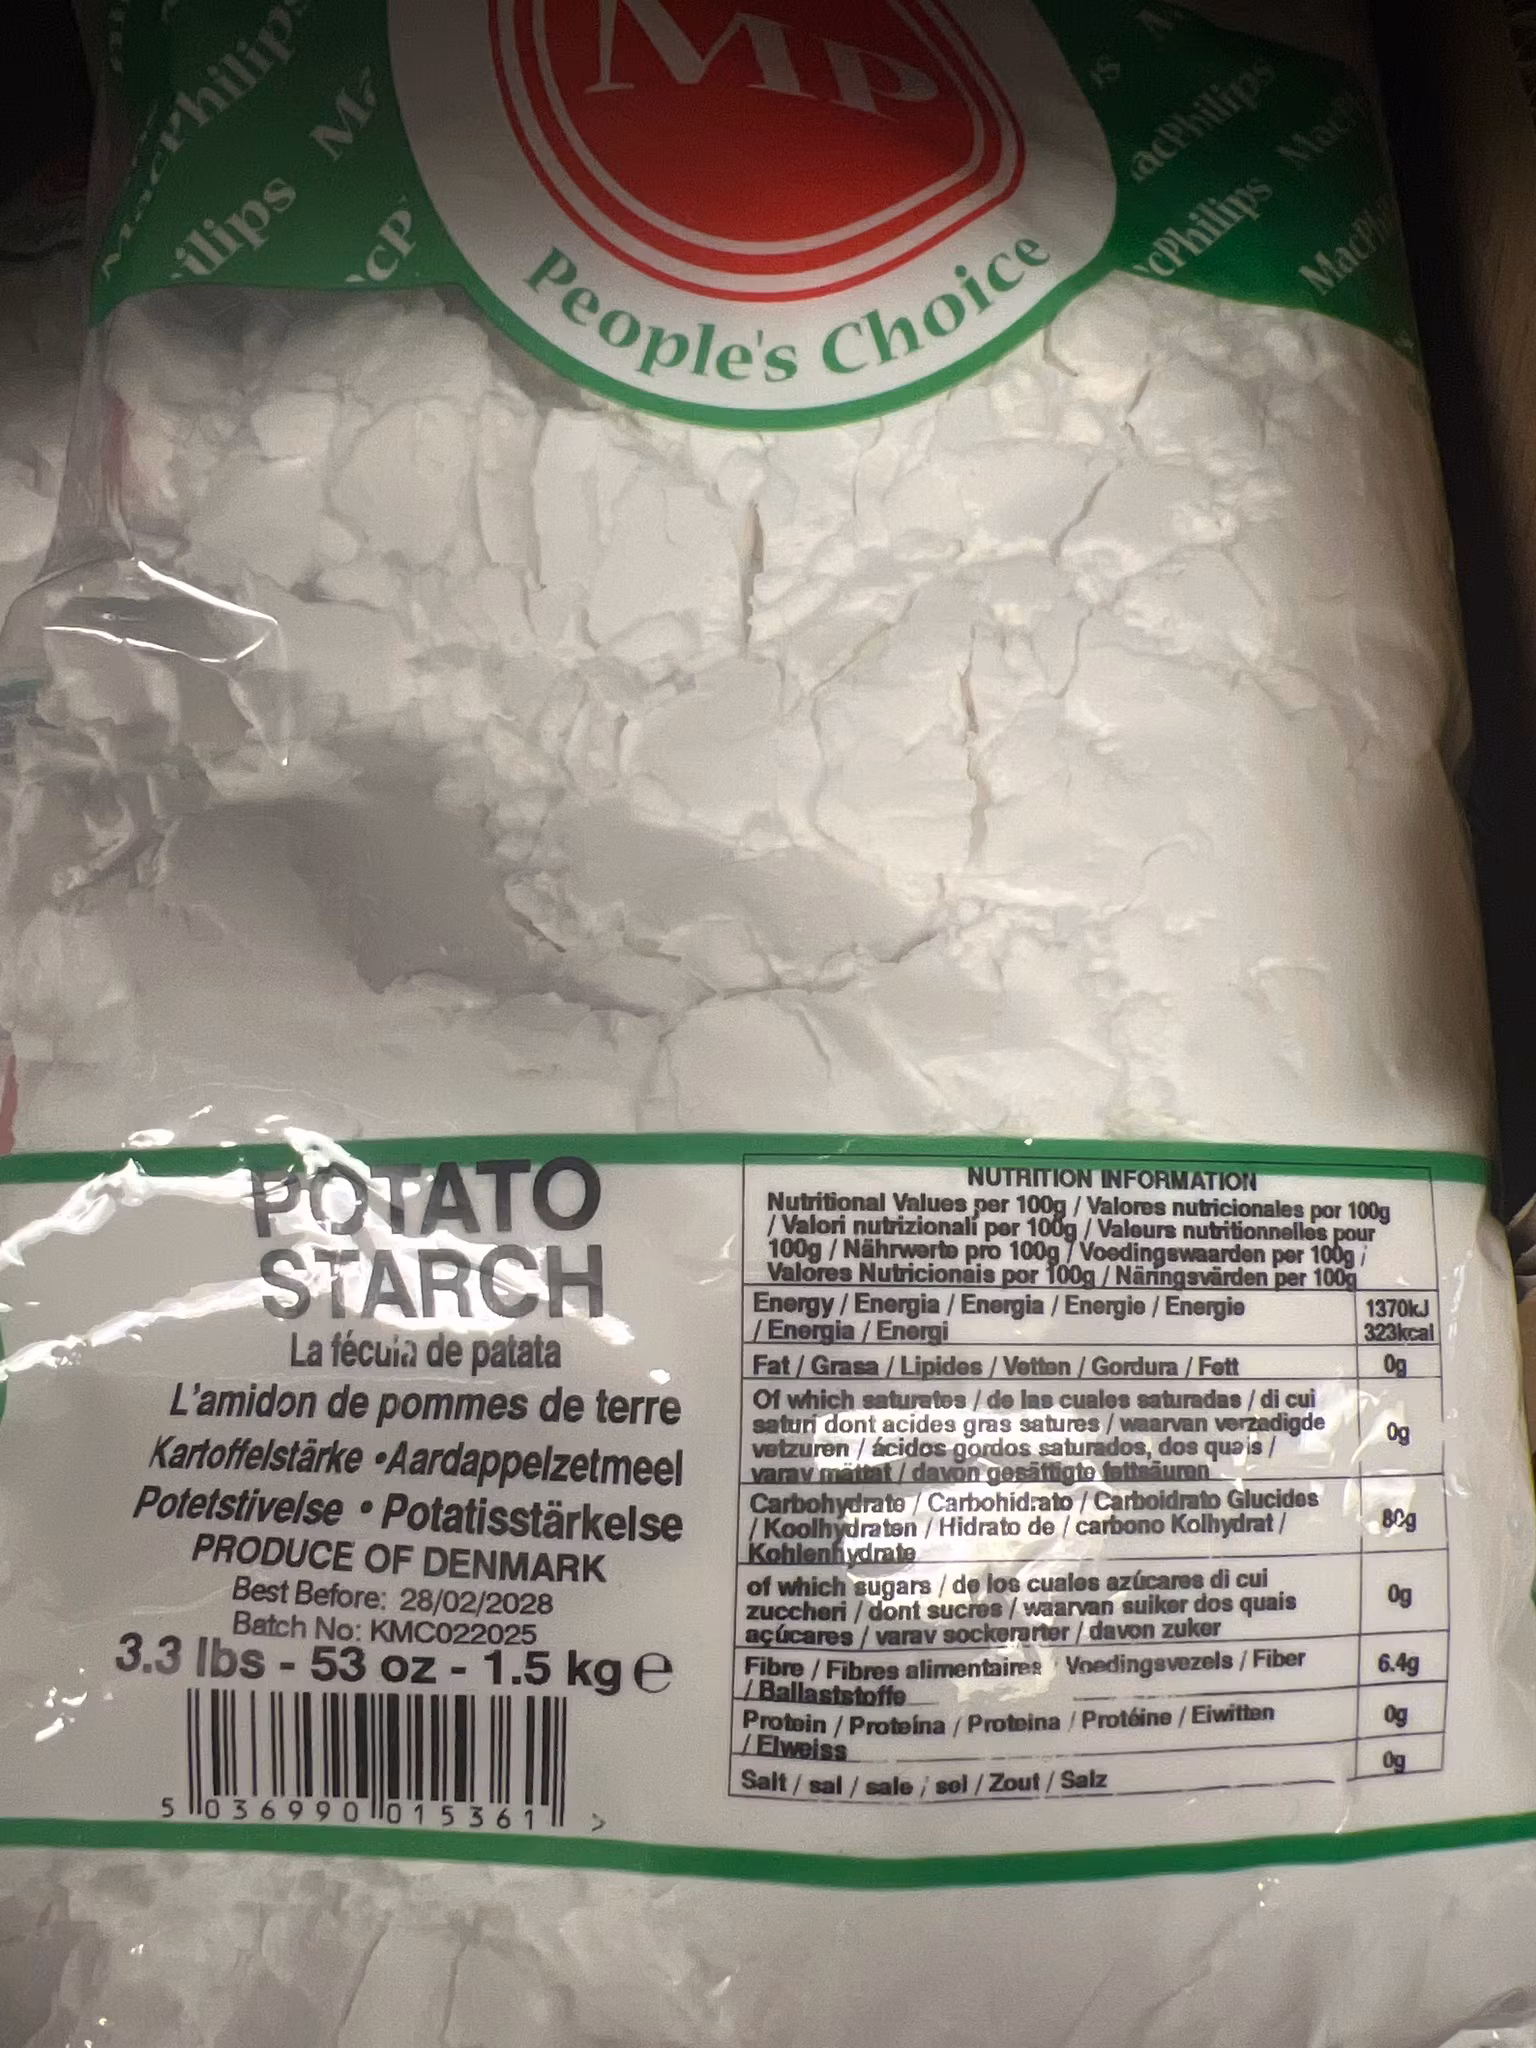 MP
People's Choice
MacPhilips
MacPhilips
POTATO
STARCH
La fécula de patata
L'amidon de pommes de terre
Kartoffelstärke •Aardappelzetmeel
Potetstivelse • Potatisstärkelse
PRODUCE OF DENMARK
Best Before: 28/02/2028
Batch No: KMC022025
3.3 lbs - 53 oz - 1.5 kg e
5 036990 015361 >
NUTRITION INFORMATION
Nutritional Values per 100g / Valores nutricionales por 100g
/ Valori nutrizionali per 100g / Valeurs nutritionnelles pour
100g / Nährwerte pro 100g / Voedingswaarden per 100g /
Valores Nutricionais por 100g / Näringsvärden per 100g
Energy / Energia / Energia / Energie / Energie
/ Energia / Energi
1370kJ
323kcal
Fat / Grasa / Lipides / Vetten / Gordura / Fett
0g
Of which saturates / de las cuales saturadas / di cui
saturi dont acides gras satures / waarvan verzadigde
vetzuren / ácidos gordos saturados, dos quais /
varav mättat / davon gesättigte fettsäuren
0g
Carbohydrate / Carbohidrato / Carboidrato Glucides
/ Koolhydraten / Hidrato de / carbono Kolhydrat /
Kohlenhydrate
80g
of which sugars / de los cuales azúcares di cui
zuccheri / dont sucres / waarvan suiker dos quais
açúcares / varav sockerarter / davon zuker
0g
Fibre / Fibres alimentaires / Voedingsvezels / Fiber
/ Ballaststoffe
6.4g
Protein / Proteína / Proteina / Protéine / Eiwitten
/ Elweiss
0g
Salt / sal / sale / sel / Zout / Salz
0g